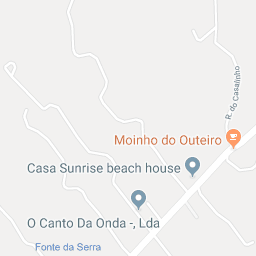 R. do Casalinho
Moinho do Outeiro
Casa Sunrise beach house
O Canto Da Onda -, Lda
Fonte da Serra